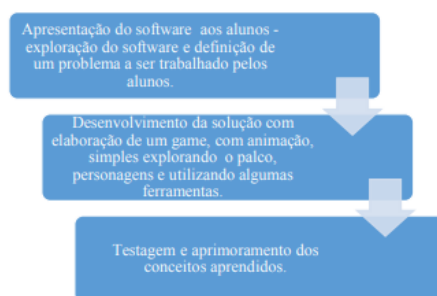 Apresentação do software aos alunos -
exploração do software e definição de
um problema a ser trabalhado pelos
alunos.
Desenvolvimento da solução com
elaboração de um game, com animação,
simples explorando o palco,
personagens e utilizando algumas
ferramentas.
Testagem e aprimoramento dos
conceitos aprendidos.